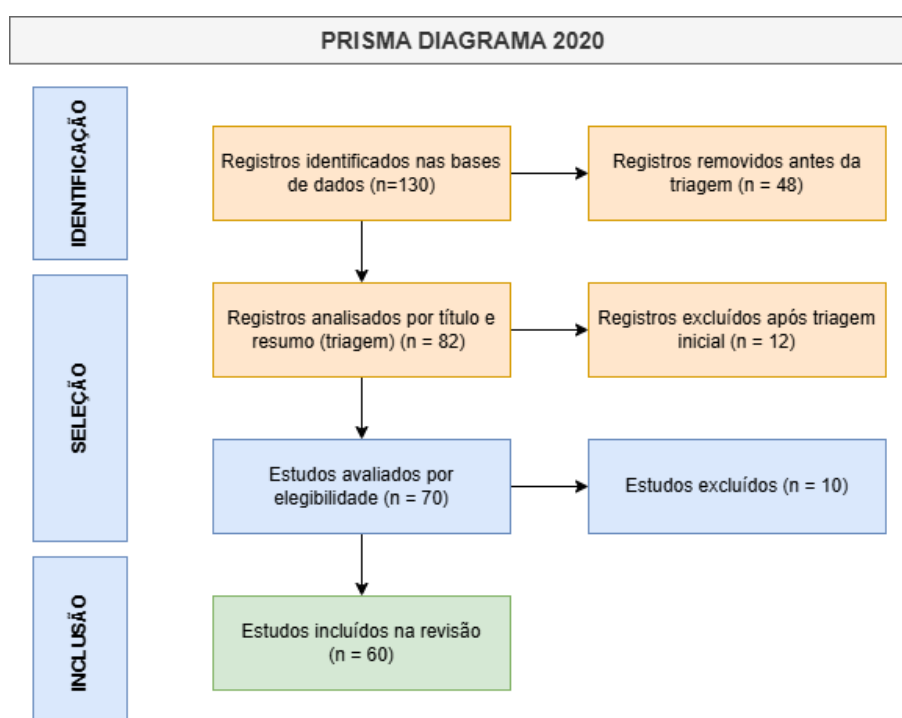 PRISMA DIAGRAMA 2020
IDENTIFICAÇÃO
Registros identificados nas bases
de dados (n=130)
Registros removidos antes da
triagem (n = 48)
SELEÇÃO
Registros analisados por título e
resumo (triagem) (n = 82)
Registros excluídos após triagem
inicial (n = 12)
Estudos avaliados por
elegibilidade (n = 70)
Estudos excluídos (n = 10)
INCLUSÃO
Estudos incluídos na revisão
(n = 60)